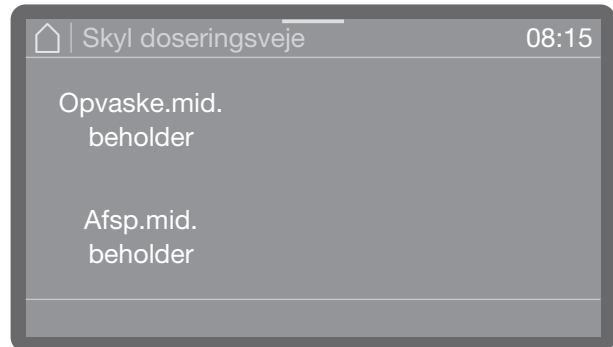 Skyl doseringsveje 08:15
Opvaske.mid.
beholder
Afsp.mid.
beholder